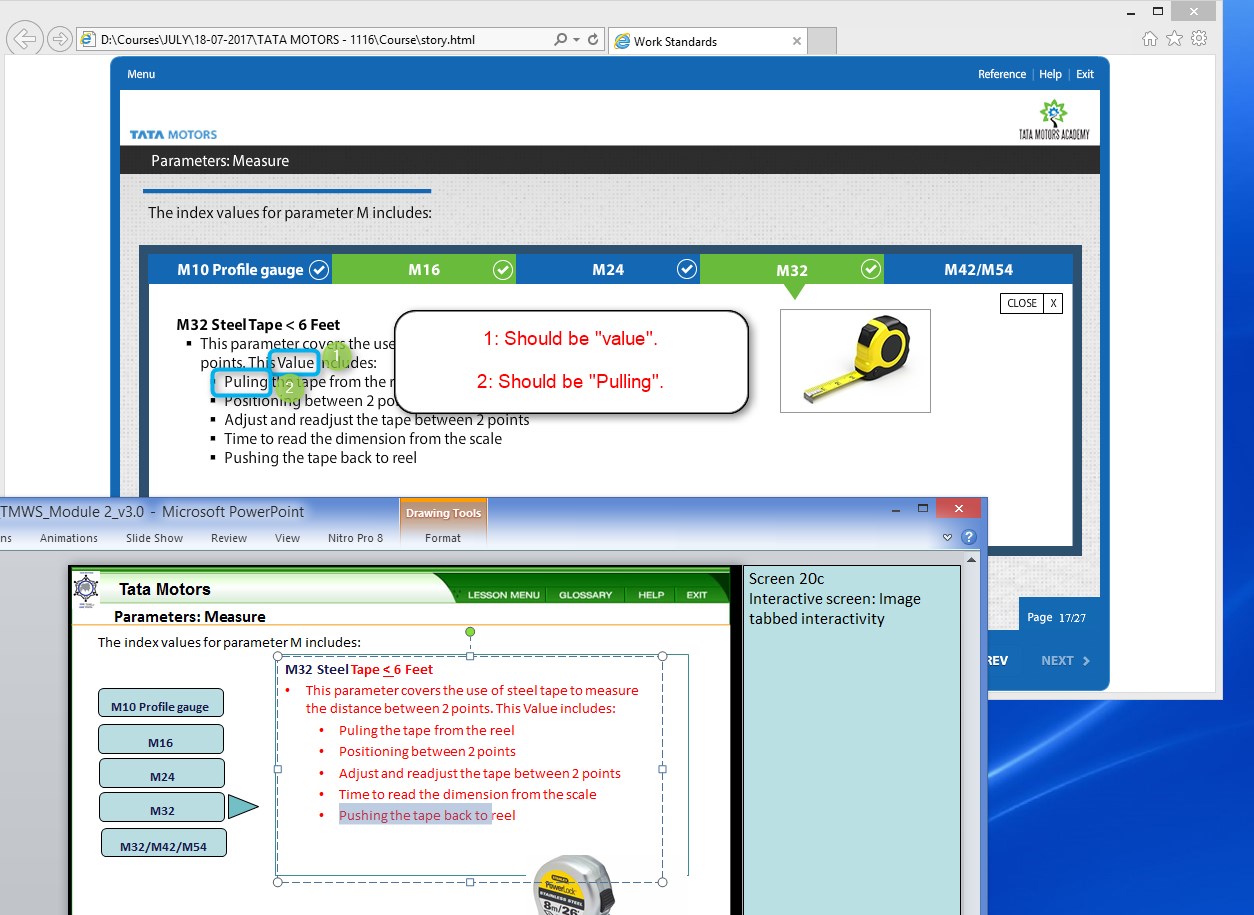 D:\Courses\JULY\18-07-2017\TATA MOTORS - 1116\Course\story.html
Work Standards
Menu
Reference | Help | Exit
TATA MOTORS
TATA MOTORS ACADEMY
Parameters: Measure
The index values for parameter M includes:
M10 Profile gauge
M16
M24
M32
M42/M54
CLOSE X
M32 Steel Tape < 6 Feet
This parameter covers the use
points. This Value includes:
Puling the tape from the r
Positioning between 2 po
Adjust and readjust the tape between 2 points
Time to read the dimension from the scale
Pushing the tape back to reel
1
2
1: Should be "value".
2: Should be "Pulling".
Page 17/27
REV
NEXT
TMWS_Module 2_v3.0 - Microsoft PowerPoint
Drawing Tools
ns
Animations
Slide Show
Review
View
Nitro Pro 8
Format
Tata Motors
LESSON MENU
GLOSSARY
HELP
EXIT
Parameters: Measure
The index values for parameter M includes:
M10 Profile gauge
M16
M24
M32
M32/M42/M54
M32 Steel Tape < 6 Feet
• This parameter covers the use of steel tape to measure
the distance between 2 points. This Value includes:
• Puling the tape from the reel
• Positioning between 2 points
• Adjust and readjust the tape between 2 points
• Time to read the dimension from the scale
• Pushing the tape back to reel
STANLEY
PowerLock
8m/26'
Screen 20c
Interactive screen: Image
tabbed interactivity